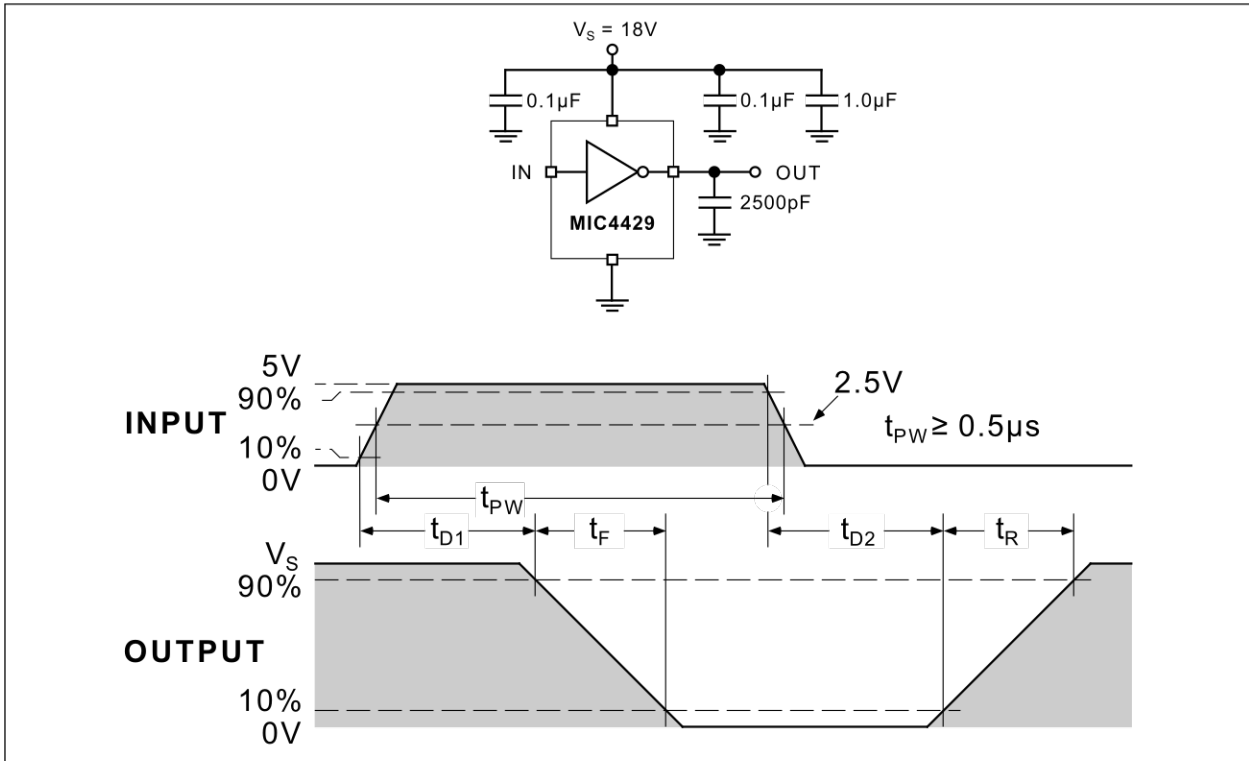 V_S = 18V
0.1µF
0.1µF
1.0µF
IN
OUT
2500pF
MIC4429
5V
90%
2.5V
INPUT
t_PW ≥ 0.5µs
10%
0V
t_PW
t_D1
t_F
t_D2
t_R
V_S
90%
OUTPUT
10%
0V